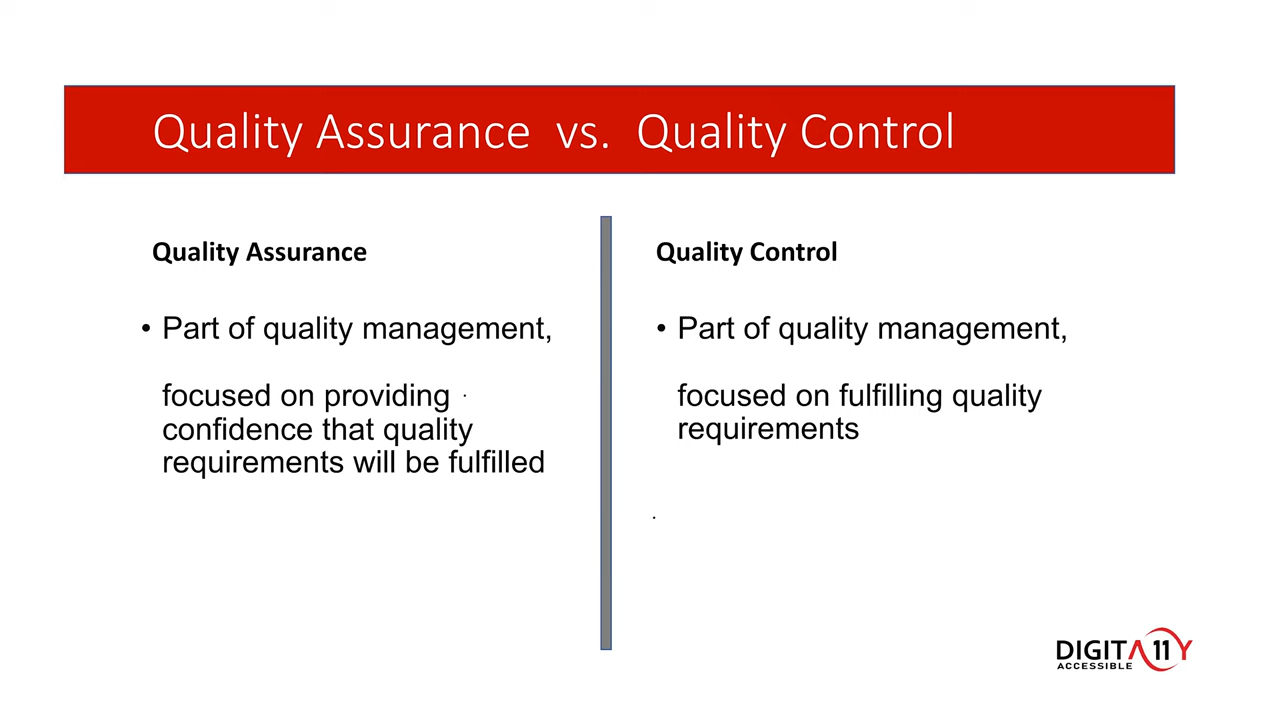 Quality Assurance vs. Quality Control
Quality Assurance
• Part of quality management,
focused on providing
confidence that quality
requirements will be fulfilled
Quality Control
• Part of quality management,
focused on fulfilling quality
requirements
DIGITA11Y
ACCESSIBLE